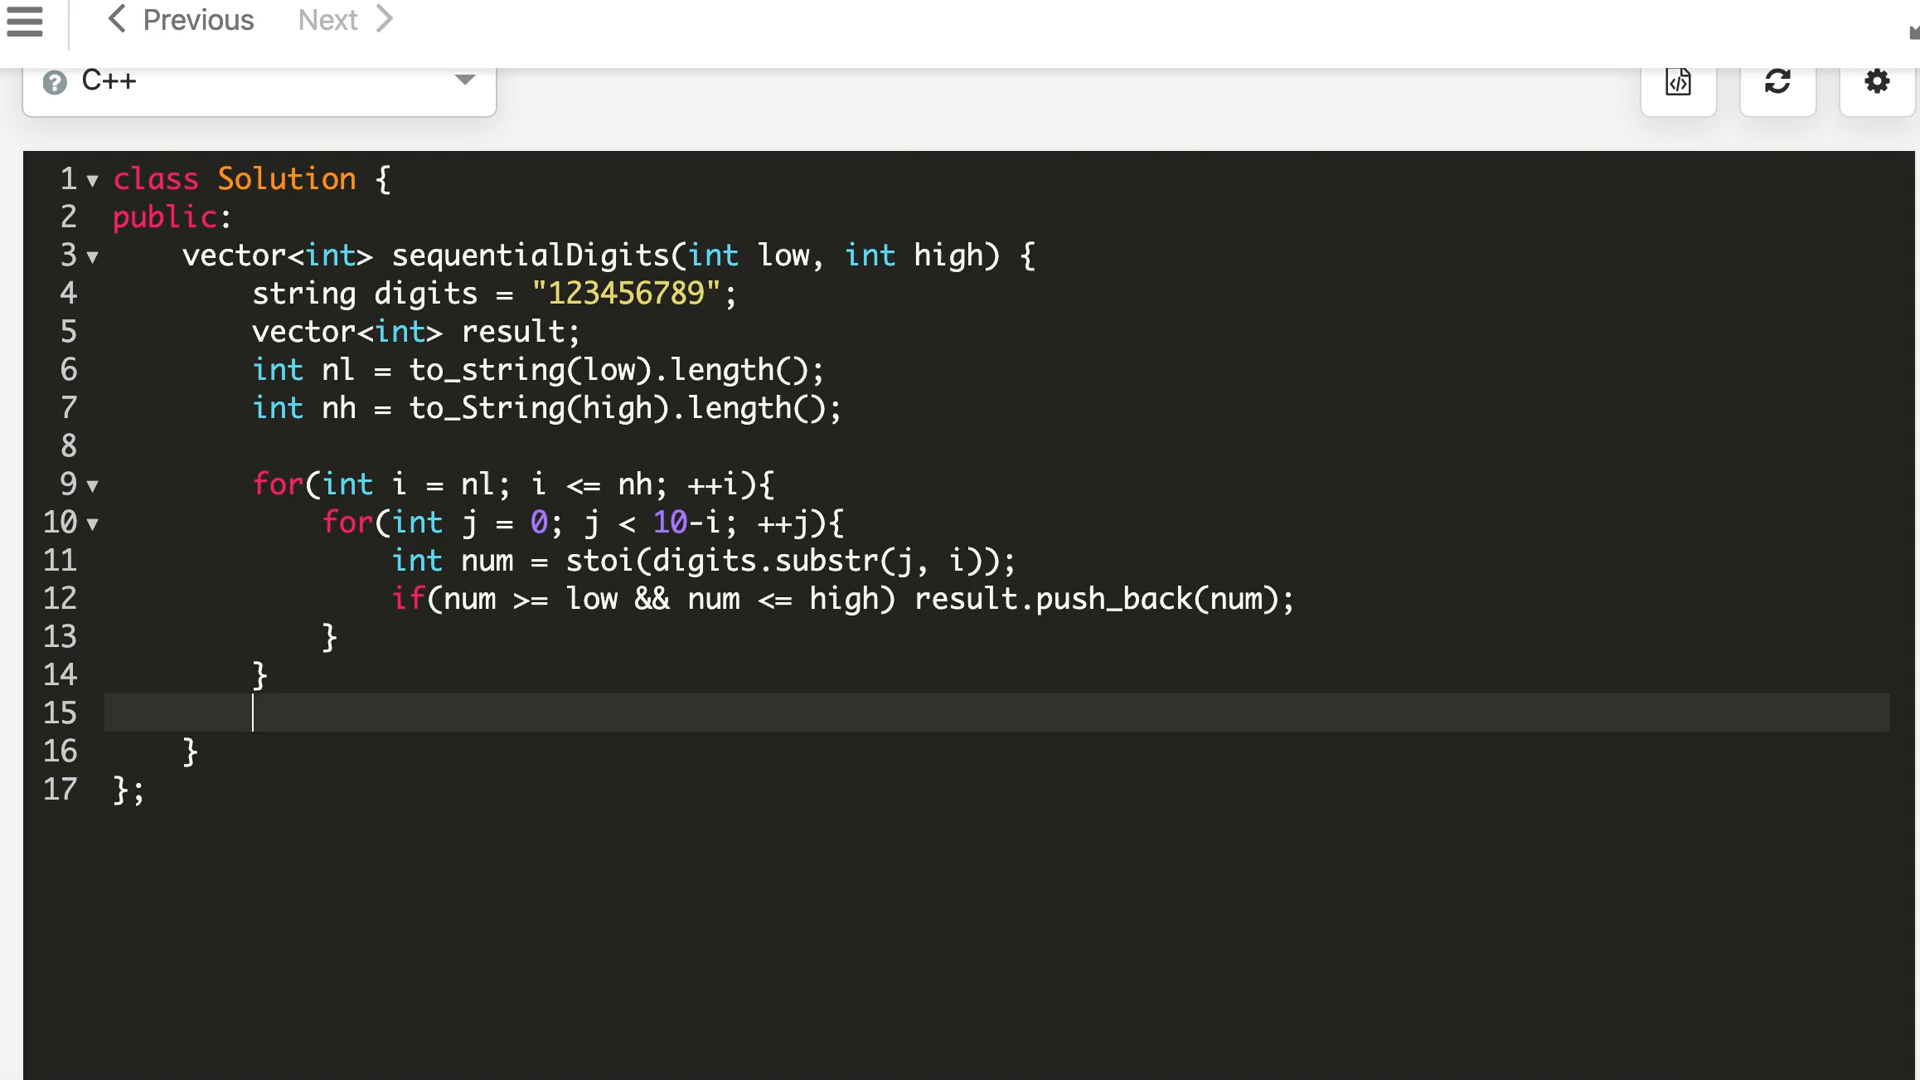 Previous Next
C++
1 class Solution {
2 public:
3     vector<int> sequentialDigits(int low, int high) {
4         string digits = "123456789";
5         vector<int> result;
6         int nl = to_string(low).length();
7         int nh = to_String(high).length();
8
9         for(int i = nl; i <= nh; ++i){
10             for(int j = 0; j < 10-i; ++j){
11                 int num = stoi(digits.substr(j, i));
12                 if(num >= low && num <= high) result.push_back(num);
13             }
14         }
15
16     }
17 };